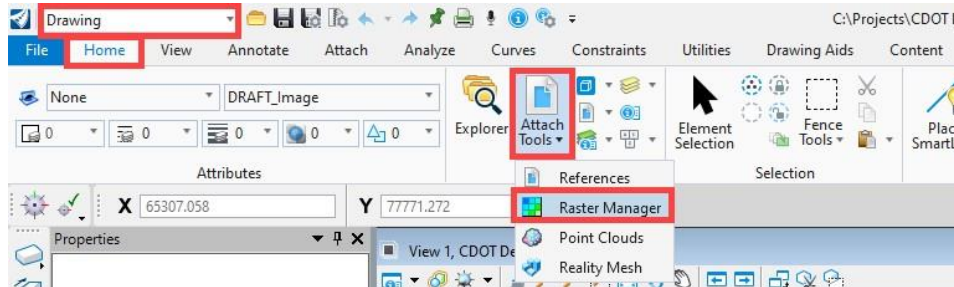 Drawing
C:\Projects\CDOT
File Home View Annotate Attach Analyze Curves Constraints Utilities Drawing Aids Content
None DRAFT_Image
0 0 0 0 0
Explorer
Attach Tools
Element Selection
Fence Tools
Attributes
Selection
References
Raster Manager
Point Clouds
Reality Mesh
X 65307.058 Y 77771.272
Properties
View 1, CDOT